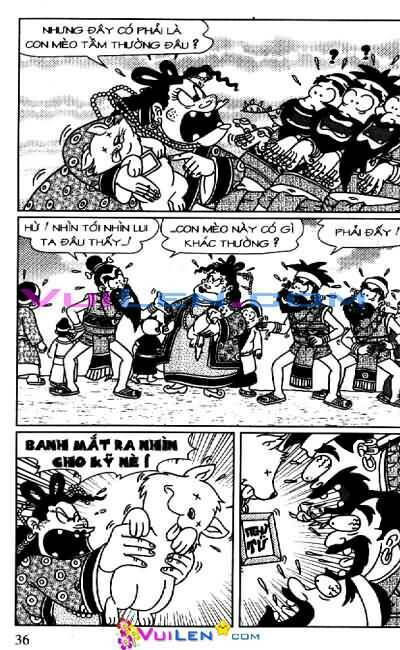 NHƯNG ĐÂY CÓ PHẢI LÀ
CON MÈO TẦM THƯỜNG ĐÂU ?
? ?
HỪ ! NHÌN TỚI NHÌN LUI
TA ĐÂU THẤY...
...CON MÈO NÀY CÓ GÌ
KHÁC THƯỜNG ?
PHẢI ĐẤY !
VUILEN.COM
BANH MẮT RA NHÌN
CHO KỸ NÈ !
TỨ
36
VUILEN.COM